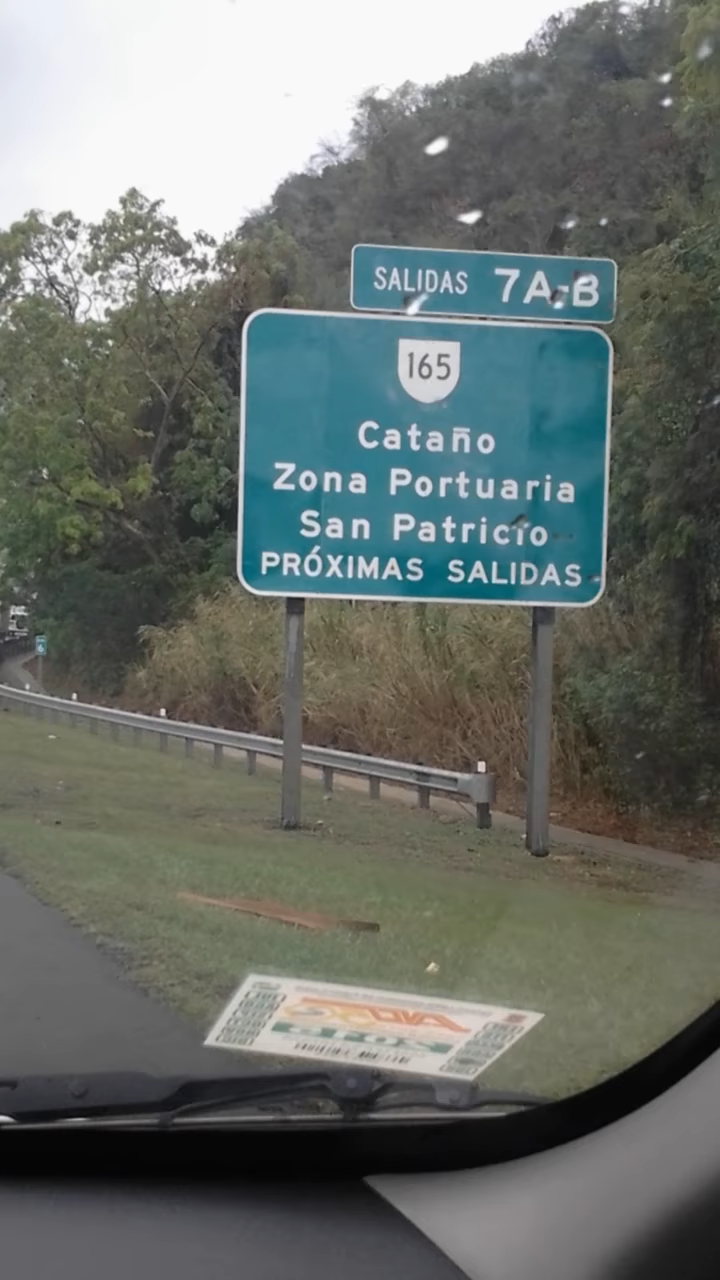 SALIDAS 7A-B
165
Cataño
Zona Portuaria
San Patricio
PRÓXIMAS SALIDAS